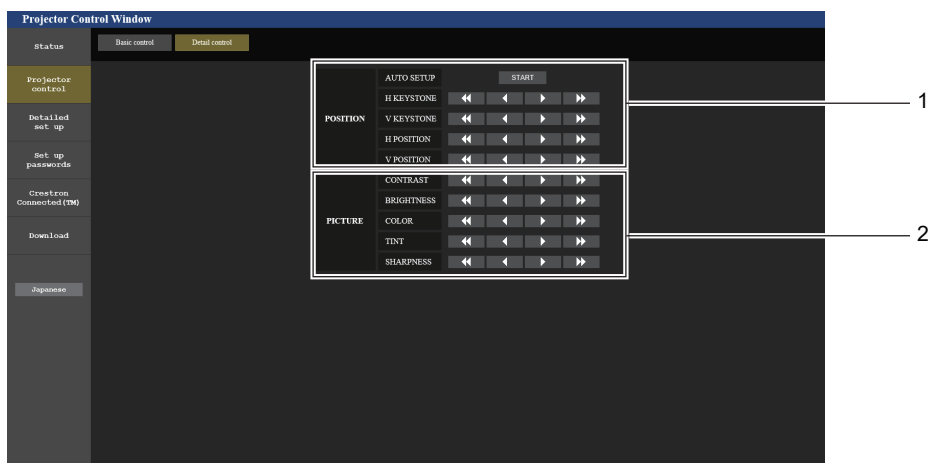 Projector Control Window
Status
Basic control
Detail control
Projector
control
Detailed
set up
Set up
passwords
Crestron
Connected(TM)
Download
Japanese
POSITION
AUTO SETUP
START
H KEYSTONE
V KEYSTONE
H POSITION
V POSITION
PICTURE
CONTRAST
BRIGHTNESS
COLOR
TINT
SHARPNESS
1
2